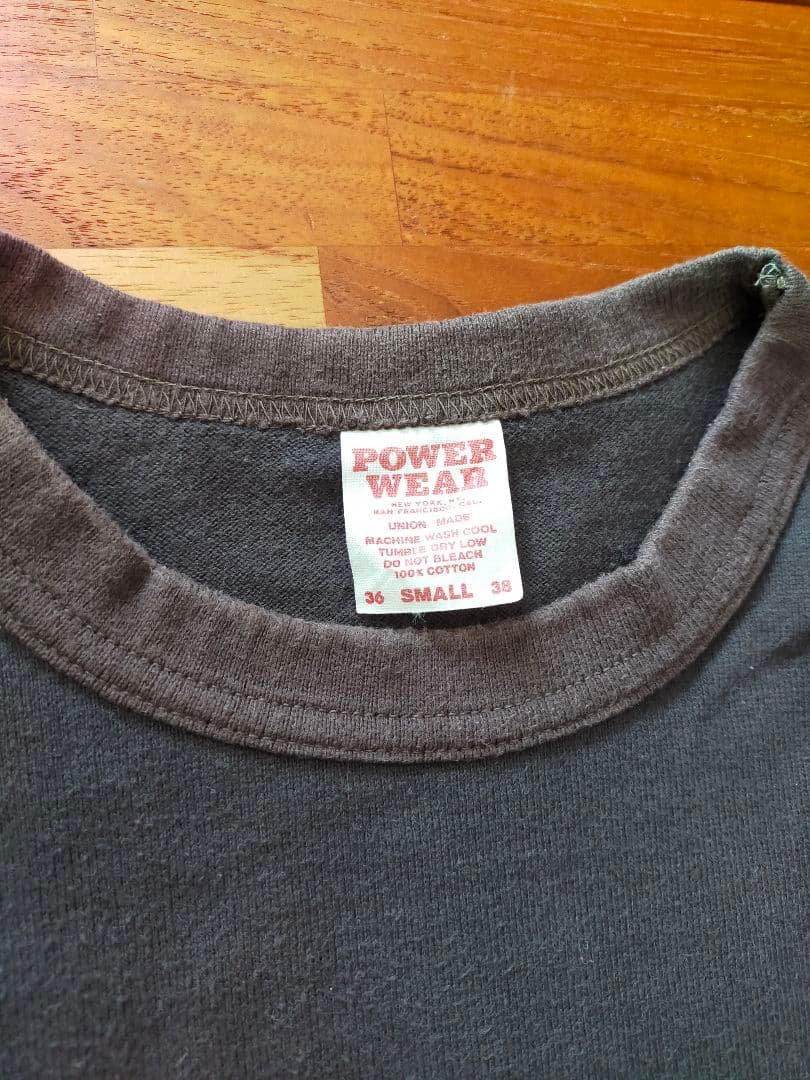 POWER
WEAR
NEW YORK, N.Y.
SAN FRANCISCO, CAL.
UNION MADE
MACHINE WASH COOL
TUMBLE DRY LOW
DO NOT BLEACH
100% COTTON
36 SMALL 38